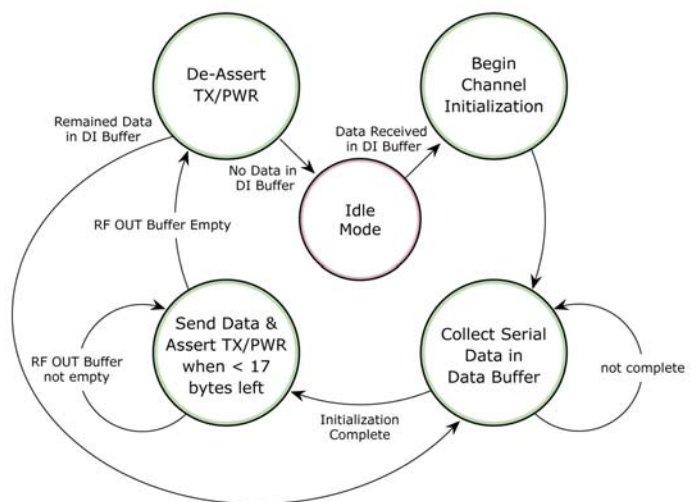 De-Assert
TX/PWR
Begin
Channel
Initialization
Remained Data
in DI Buffer
Data Received
in DI Buffer
No Data in
DI Buffer
Idle
Mode
RF OUT Buffer Empty
Send Data &
Assert TX/PWR
when < 17
bytes left
Collect Serial
Data in
Data Buffer
RF OUT Buffer
not empty
not complete
Initialization
Complete